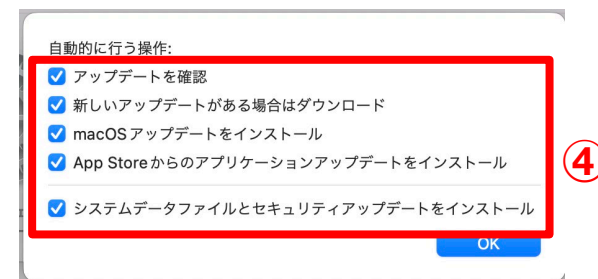 自動的に行う操作:
アップデートを確認
新しいアップデートがある場合はダウンロード
macOSアップデートをインストール
App Storeからのアプリケーションアップデートをインストール
④
システムデータファイルとセキュリティアップデートをインストール
OK